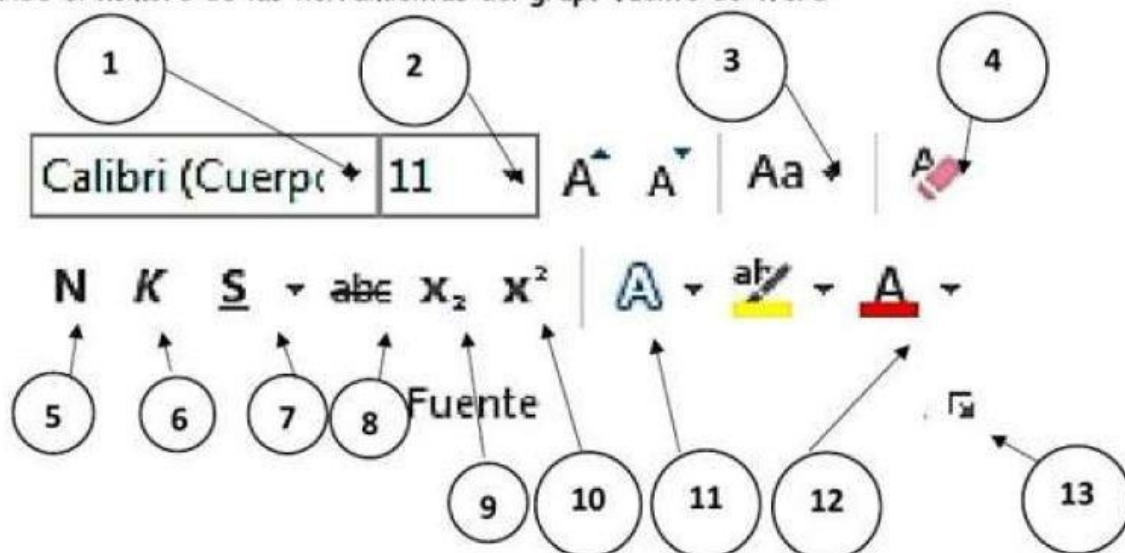 1 2 3 4
Calibri (Cuerpo 11 A A Aa A
N K S abc x₂ x² A ab A
5 6 7 8 Fuente
9 10 11 12 13